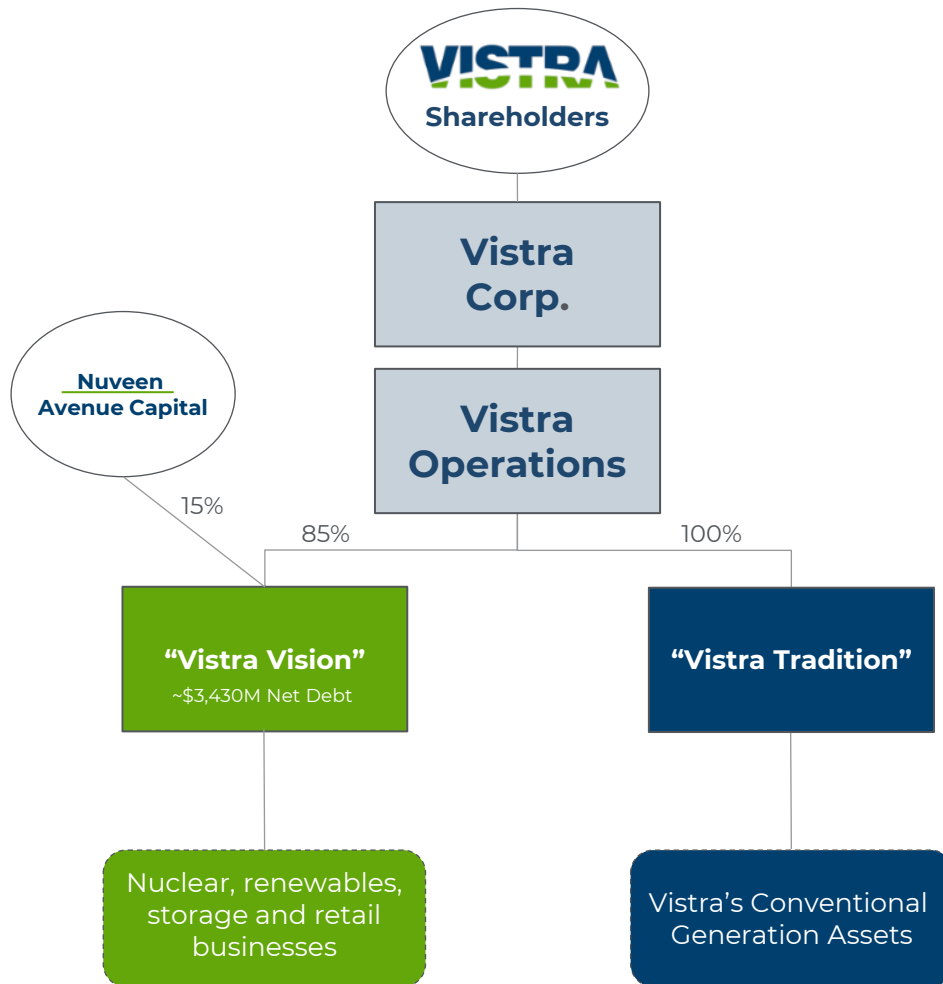 VISTRA
Shareholders
Vistra
Corp.
Nuveen
Avenue Capital
Vistra
Operations
15%
85%
100%
“Vistra Vision”
~$3,430M Net Debt
“Vistra Tradition”
Nuclear, renewables,
storage and retail
businesses
Vistra’s Conventional
Generation Assets